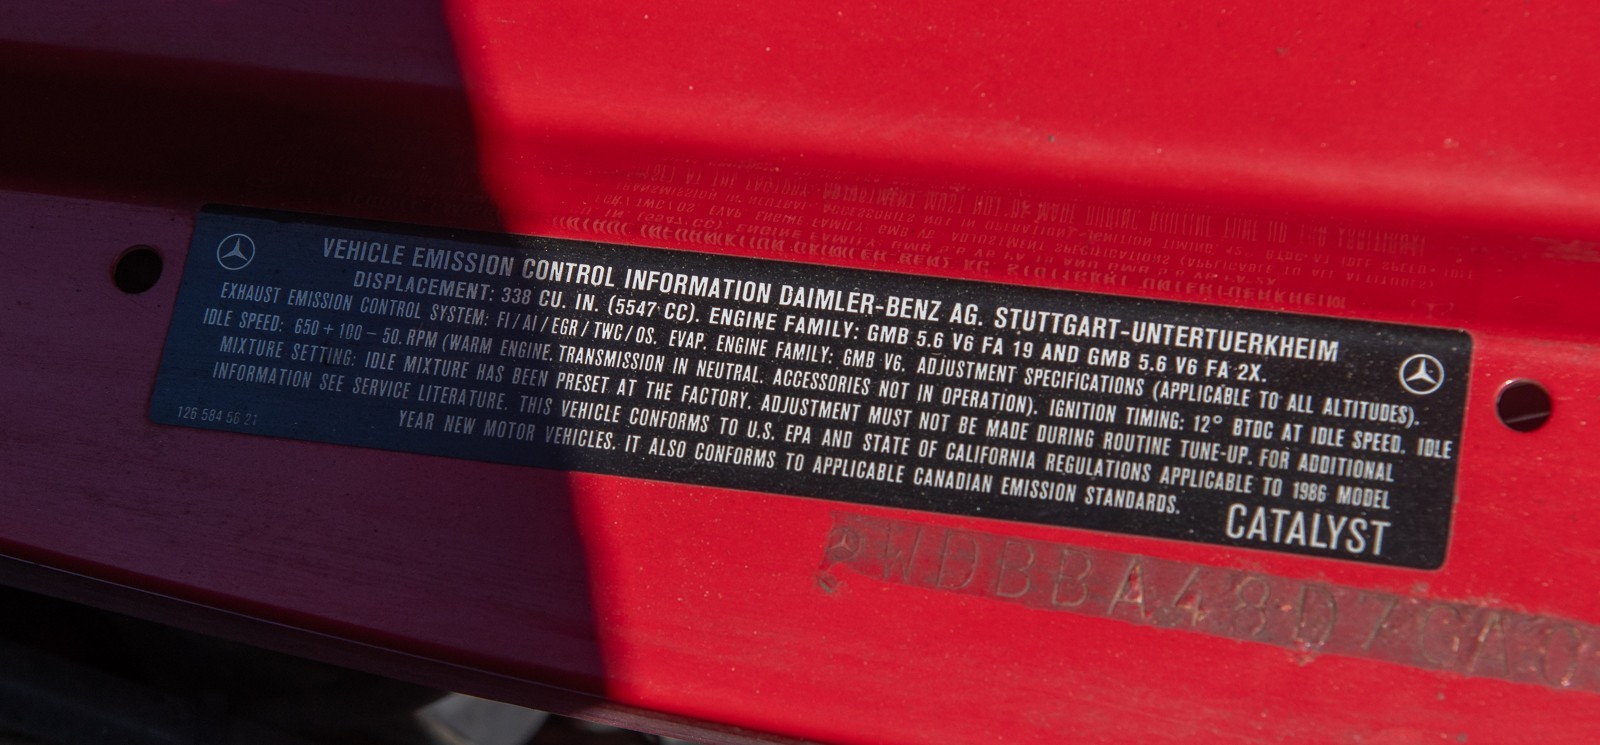 VEHICLE EMISSION CONTROL INFORMATION DAIMLER-BENZ AG. STUTTGART-UNTERTUERKHEIM
DISPLACEMENT: 338 CU. IN. (5547 CC). ENGINE FAMILY: GMB 5.6 V6 FA 19 AND GMB 5.6 V6 FA 2X.
EXHAUST EMISSION CONTROL SYSTEM: FI/AI/EGR/TWC/OS. EVAP. ENGINE FAMILY: GMB V6. ADJUSTMENT SPECIFICATIONS (APPLICABLE TO ALL ALTITUDES).
IDLE SPEED: 650+100-50. RPM (WARM ENGINE. TRANSMISSION IN NEUTRAL. ACCESSORIES NOT IN OPERATION). IGNITION TIMING: 12° BTDC AT IDLE SPEED. IDLE
MIXTURE SETTING: IDLE MIXTURE HAS BEEN PRESET AT THE FACTORY. ADJUSTMENT MUST NOT BE MADE DURING ROUTINE TUNE-UP. FOR ADDITIONAL
INFORMATION SEE SERVICE LITERATURE. THIS VEHICLE CONFORMS TO U.S. EPA AND STATE OF CALIFORNIA REGULATIONS APPLICABLE TO 1986 MODEL
YEAR NEW MOTOR VEHICLES. IT ALSO CONFORMS TO APPLICABLE CANADIAN EMISSION STANDARDS.
126 584 56 21
CATALYST
WDBBA48D7GA0